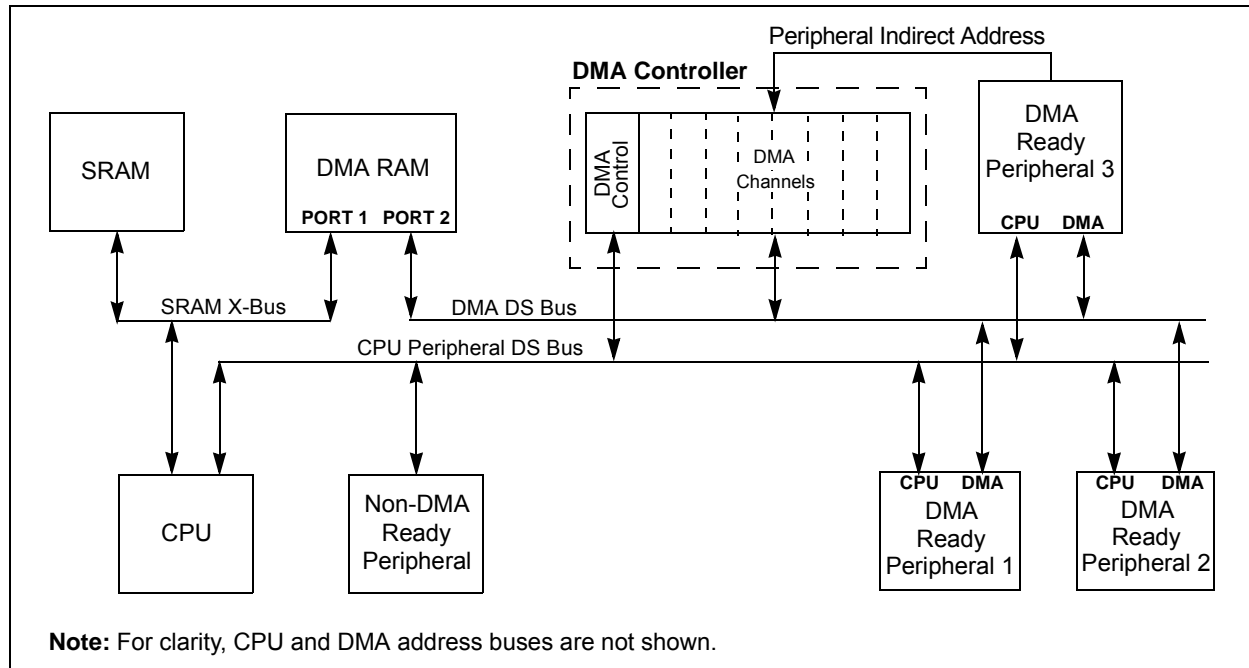 Peripheral Indirect Address
DMA Controller
SRAM
DMA RAM
PORT 1 PORT 2
DMA
Control
DMA
Channels
DMA
Ready
Peripheral 3
CPU DMA
SRAM X-Bus
DMA DS Bus
CPU Peripheral DS Bus
CPU
Non-DMA
Ready
Peripheral
CPU DMA
DMA
Ready
Peripheral 1
CPU DMA
DMA
Ready
Peripheral 2
Note: For clarity, CPU and DMA address buses are not shown.